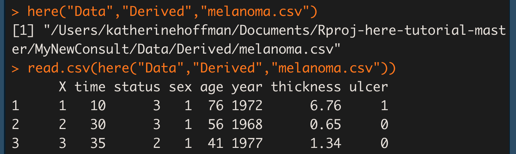 > here("Data","Derived","melanoma.csv")
[1] "/Users/katherinehoffman/Documents/Rproj-here-tutorial-mast
er/MyNewConsult/Data/Derived/melanoma.csv"
> read.csv(here("Data","Derived","melanoma.csv"))
X time status sex age year thickness ulcer
1 1 10 3 1 76 1972 6.76 1
2 2 30 3 1 56 1968 0.65 0
3 3 35 2 1 41 1977 1.34 0